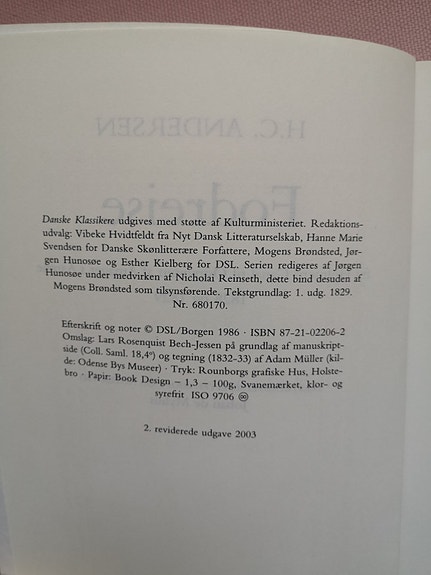 H.C. ANDERSEN
Fodreise
Danske Klassikere udgives med støtte af Kulturministeriet. Redaktions-
udvalg: Vibeke Hvidtfeldt fra Nyt Dansk Litteraturselskab, Hanne Marie
Svendsen for Danske Skønlitterære Forfattere, Mogens Brøndsted, Jør-
gen Hunosøe og Esther Kielberg for DSL. Serien redigeres af Jørgen
Hunosøe under medvirken af Nicholai Reinseth, dette bind desuden af
Mogens Brøndsted som tilsynsførende. Tekstgrundlag: 1. udg. 1829.
Nr. 680170.
Efterskrift og noter © DSL/Borgen 1986 · ISBN 87-21-02206-2
Omslag: Lars Rosenquist Bech-Jessen på grundlag af manuskript-
side (Coll. Saml. 18,4º) og tegning (1832-33) af Adam Müller (kil-
de: Odense Bys Museer) · Tryk: Rounborgs grafiske Hus, Holste-
bro · Papir: Book Design – 1,3 – 100g, Svanemærket, klor- og
syrefrit ISO 9706 ♾
2. reviderede udgave 2003